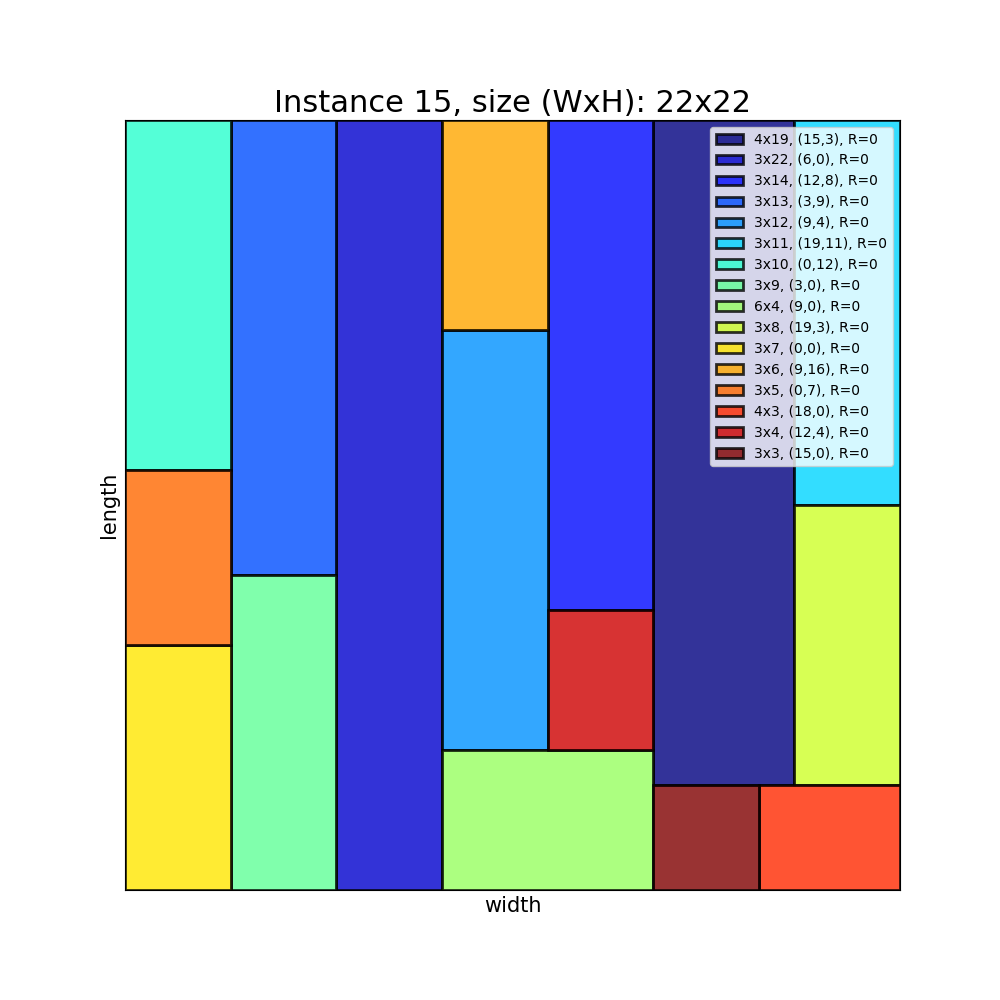 Instance 15, size (WxH): 22x22
4x19, (15,3), R=0
3x22, (6,0), R=0
3x14, (12,8), R=0
3x13, (3,9), R=0
3x12, (9,4), R=0
3x11, (19,11), R=0
3x10, (0,12), R=0
3x9, (3,0), R=0
6x4, (9,0), R=0
3x8, (19,3), R=0
3x7, (0,0), R=0
3x6, (9,16), R=0
3x5, (0,7), R=0
4x3, (18,0), R=0
3x4, (12,4), R=0
3x3, (15,0), R=0
length
width